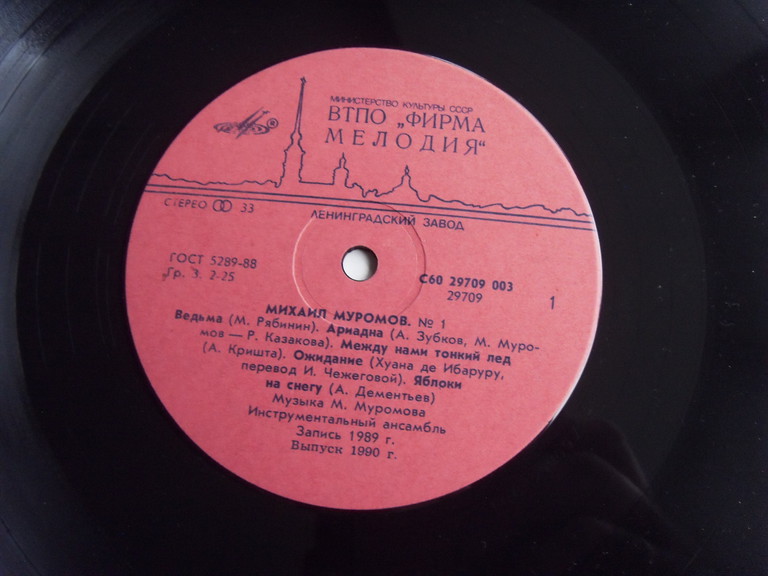 МИНИСТЕРСТВО КУЛЬТУРЫ СССР
ВТПО „ФИРМА
МЕЛОДИЯ“
®
СТЕРЕО 33
ЛЕНИНГРАДСКИЙ ЗАВОД
ГОСТ 5289-88
Гр. 3. 2-25
С60 29709 003
29709
1
МИХАИЛ МУРОМОВ. № 1
Ведьма (М. Рябинин). Ариадна (А. Зубков, М. Муро-
мов — Р. Казакова). Между нами тонкий лед
(А. Кришта). Ожидание (Хуана де Ибаруру,
перевод И. Чежеговой). Яблоки
на снегу (А. Дементьев)
Музыка М. Муромова
Инструментальный ансамбль
Запись 1989 г.
Выпуск 1990 г.